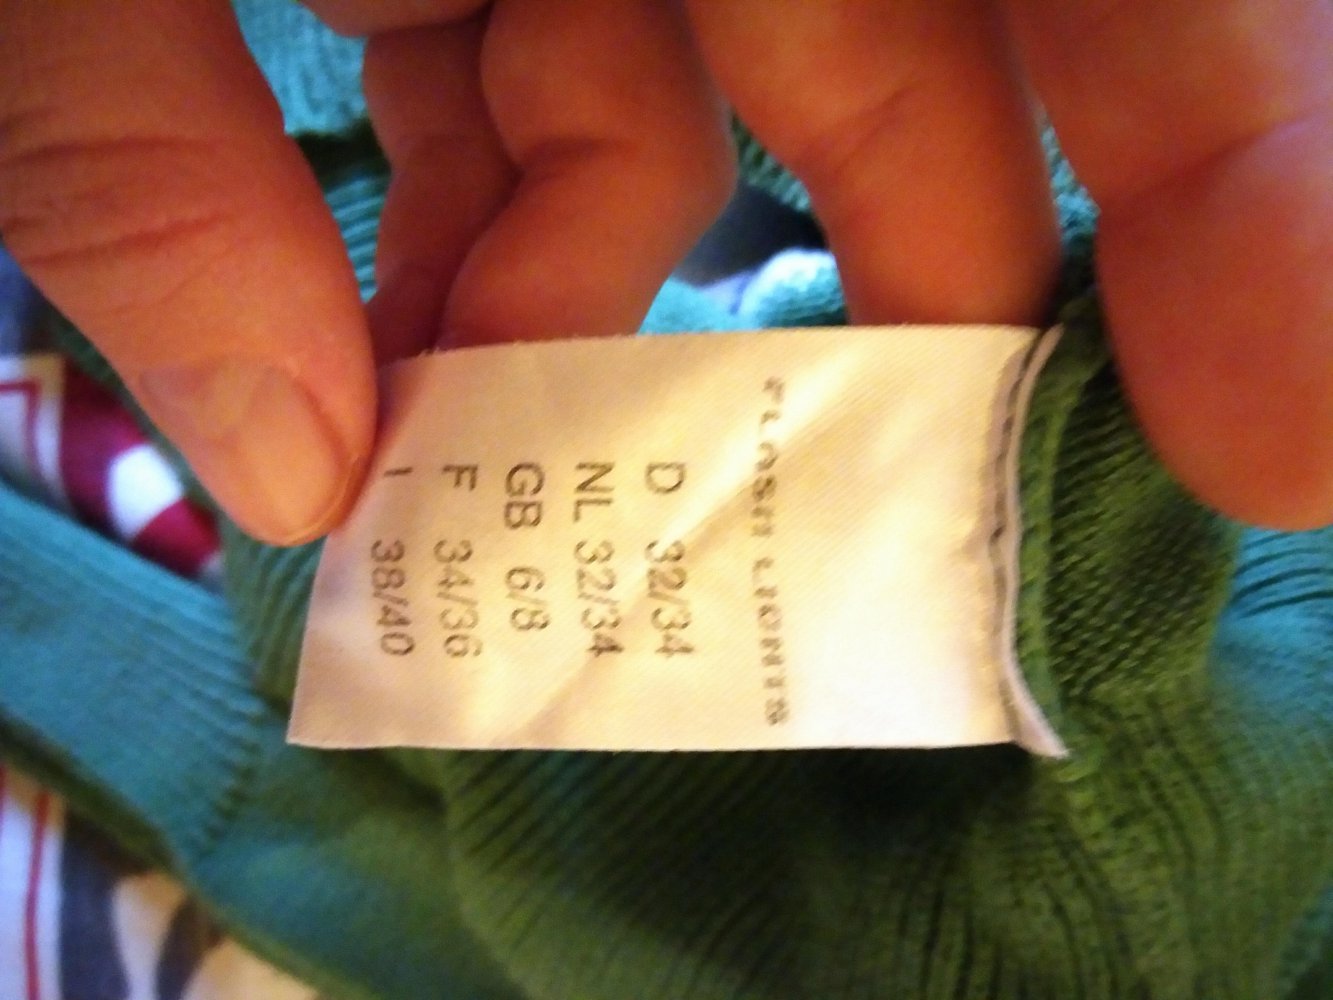 FLASH LIGHTS
D 32/34
NL 32/34
GB 6/8
F 34/36
I 38/40